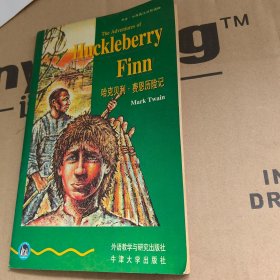 The Adventures of
Huckleberry
Finn
哈克贝利·费恩历险记
Mark Twain
外语教学与研究出版社
牛津大学出版社
IN
DR